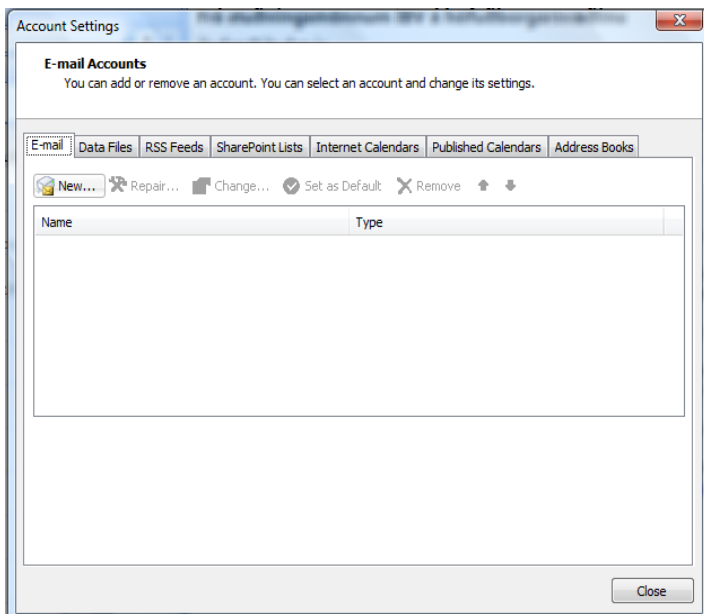 Account Settings
E-mail Accounts
You can add or remove an account. You can select an account and change its settings.
E-mail Data Files RSS Feeds SharePoint Lists Internet Calendars Published Calendars Address Books
New... Repair... Change... Set as Default Remove
Name Type
Close